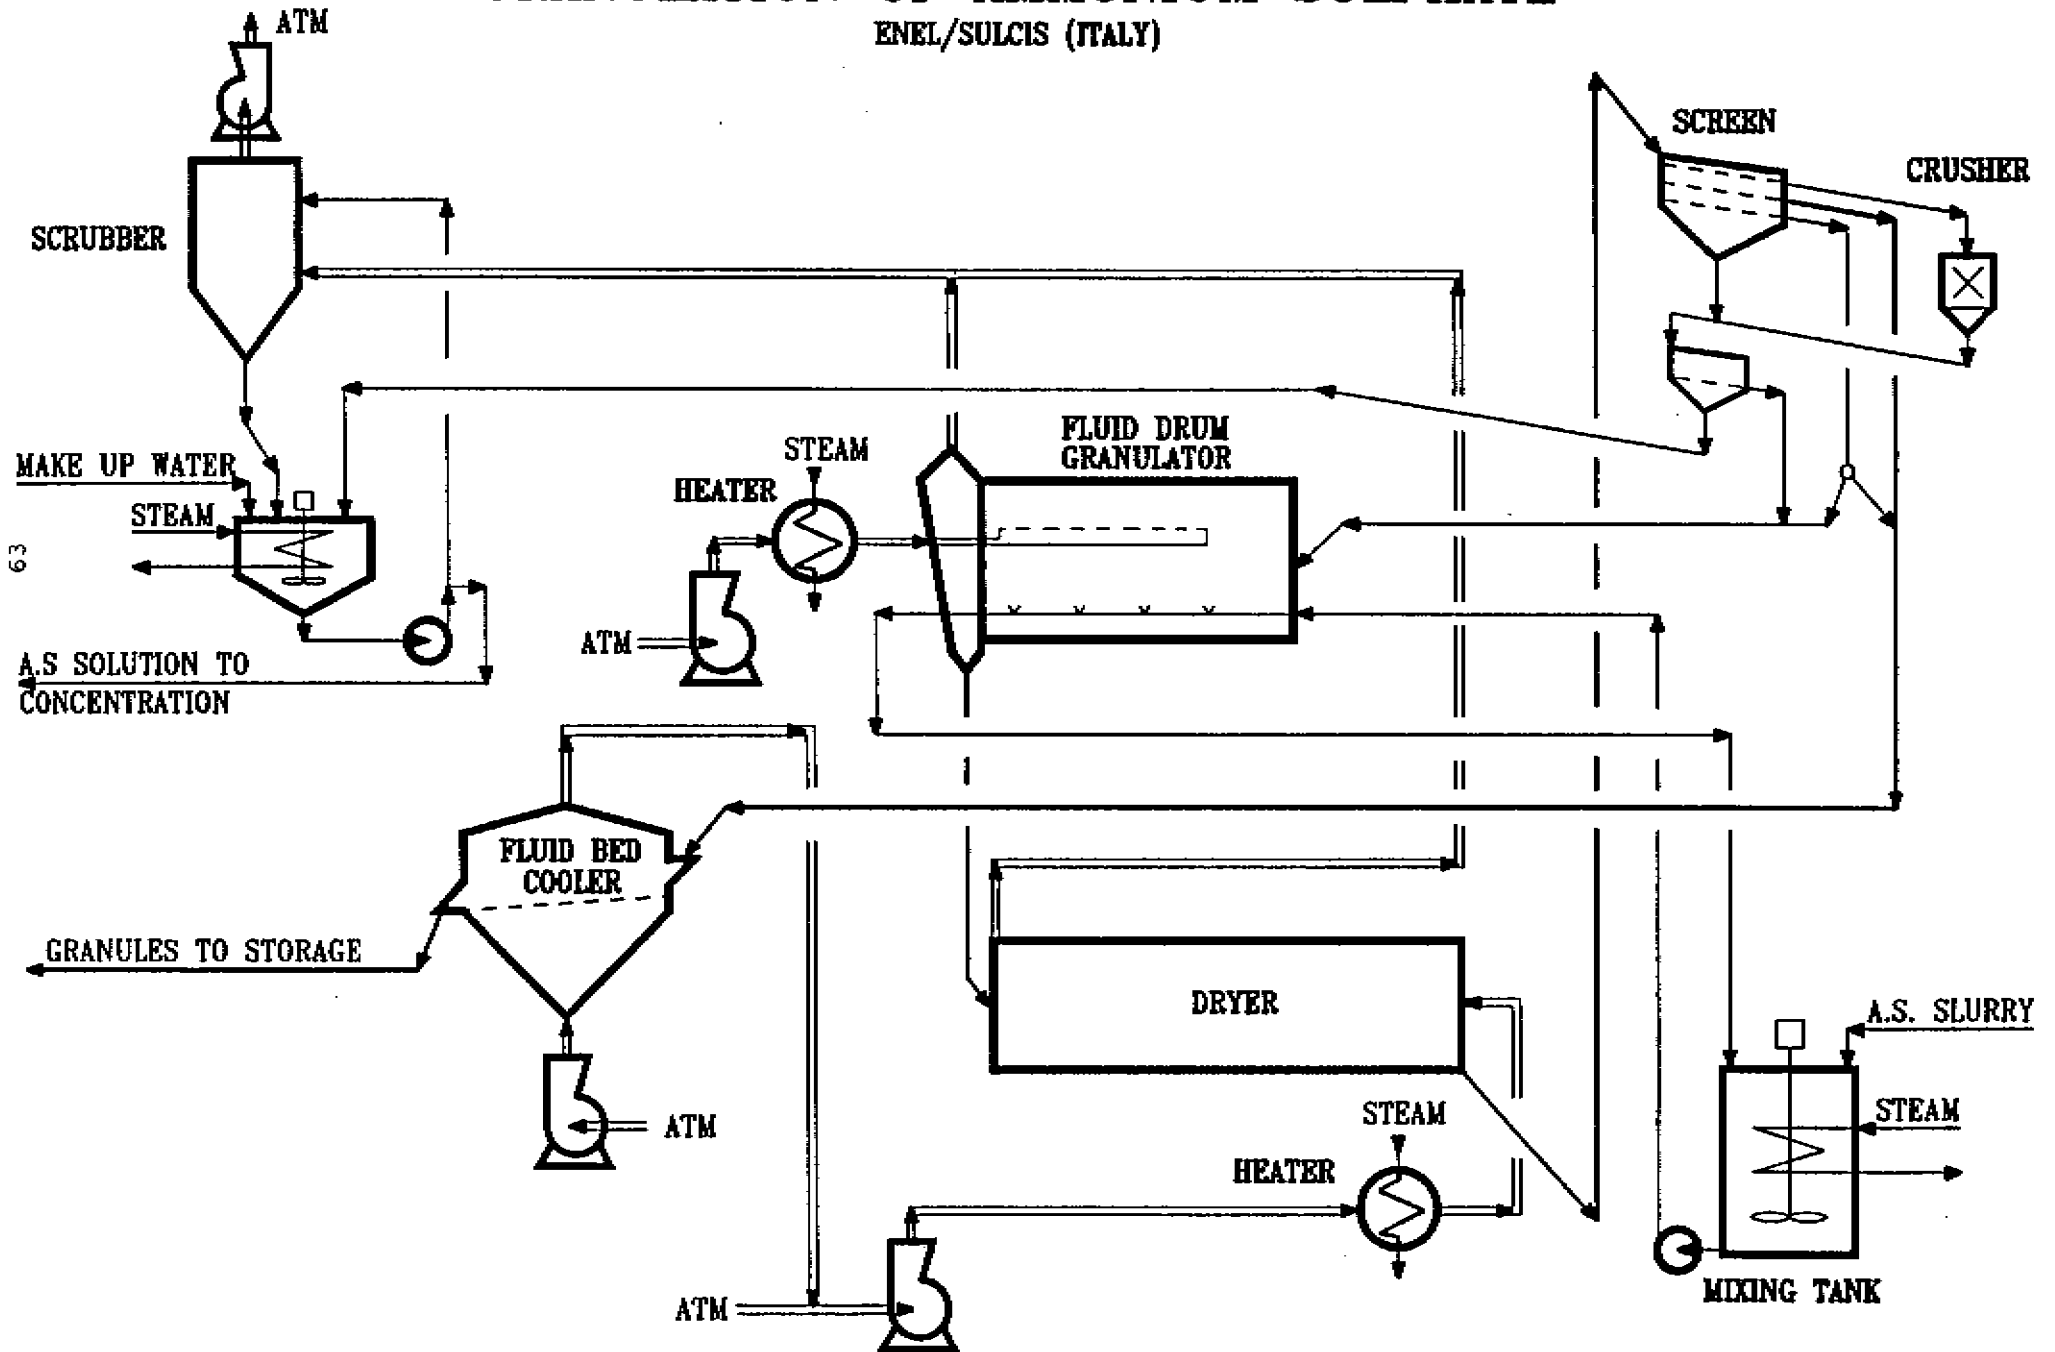 ENEL/SULCIS (ITALY)
ATM
SCREEN
CRUSHER
SCRUBBER
FLUID DRUM
GRANULATOR
STEAM
HEATER
MAKE UP WATER
STEAM
63
ATM
A.S SOLUTION TO
CONCENTRATION
FLUID BED
COOLER
GRANULES TO STORAGE
DRYER
A.S. SLURRY
ATM
STEAM
STEAM
HEATER
ATM
MIXING TANK